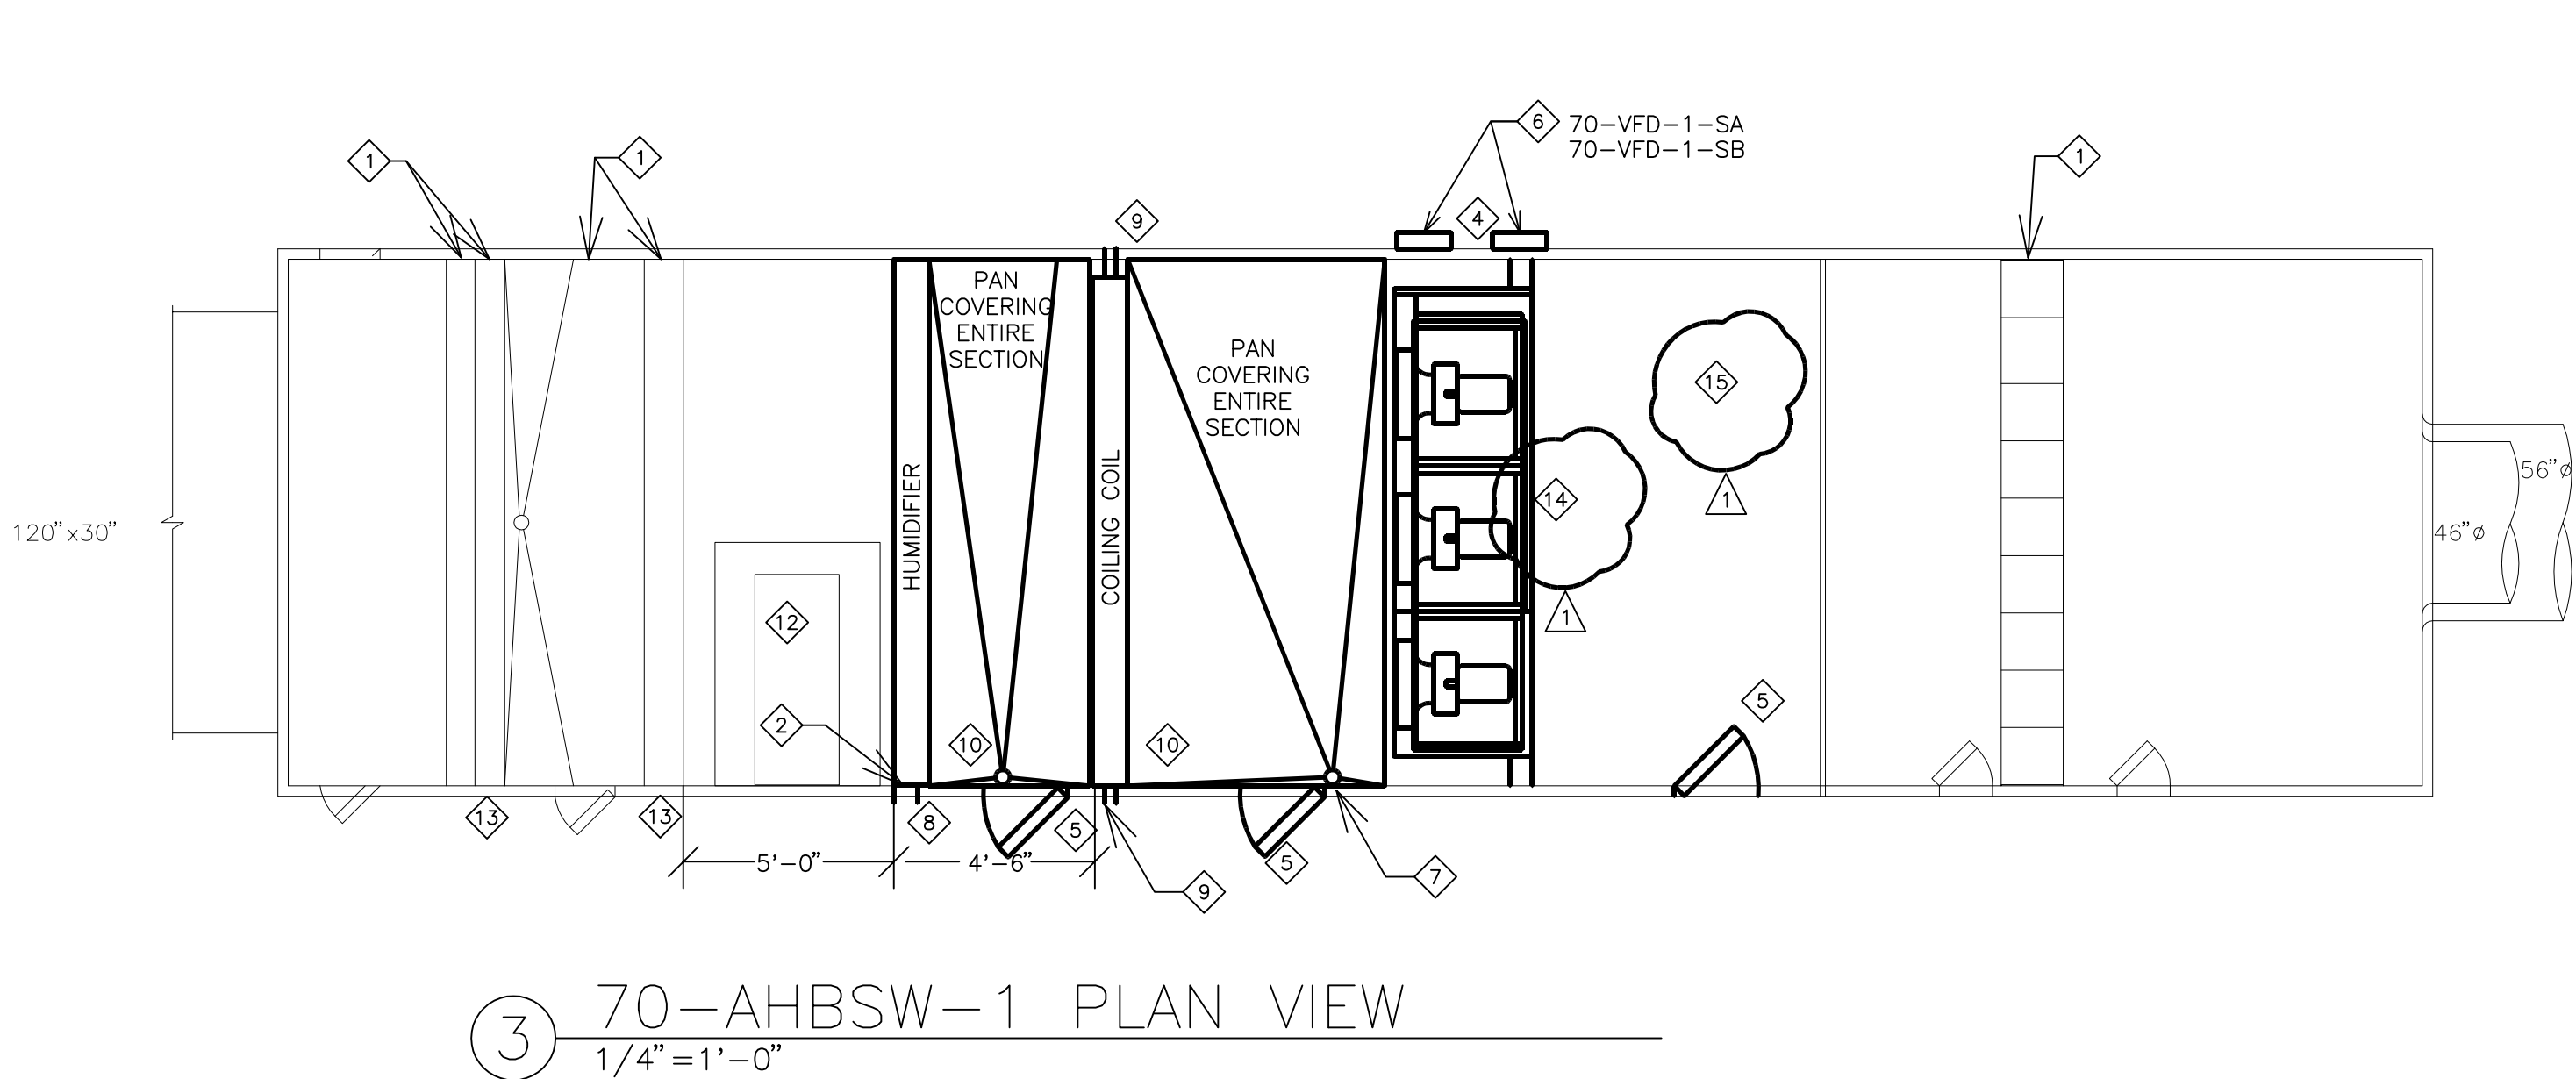 6
70-VFD-1-SA
70-VFD-1-SB
1
1
1
9
4
PAN
COVERING
ENTIRE
SECTION
PAN
COVERING
ENTIRE
SECTION
15
14
1
1
56"ø
46"ø
120"x30"
HUMIDIFIER
COILING COIL
12
2
10
10
5
13
13
8
5
5
5'-0"
4'-6"
9
7
3
70-AHBSW-1 PLAN VIEW
1/4"=1'-0"